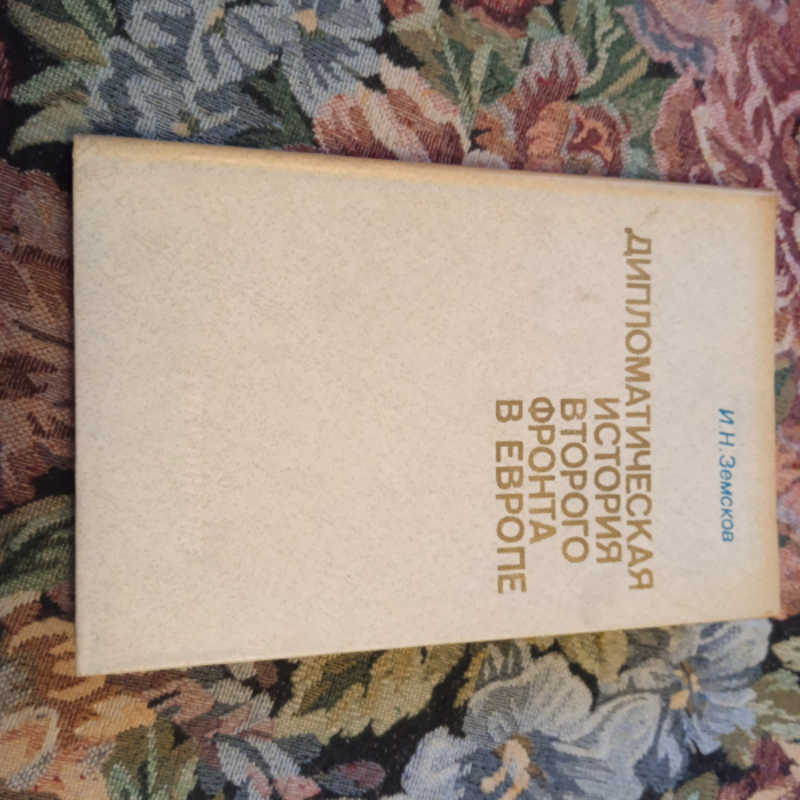 И.Н.Земсков
ДИПЛОМАТИЧЕСКАЯ
ИСТОРИЯ
ВТОРОГО
ФРОНТА
В ЕВРОПЕ